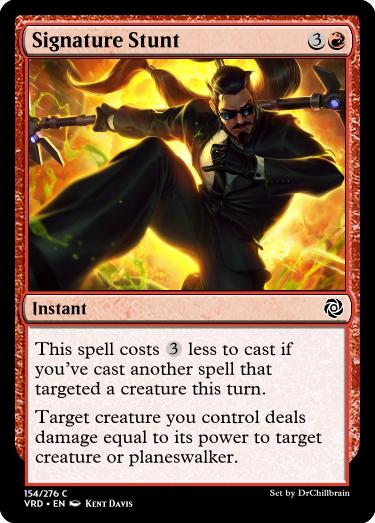 Signature Stunt 3
Instant
This spell costs 3 less to cast if
you've cast another spell that
targeted a creature this turn.
Target creature you control deals
damage equal to its power to target
creature or planeswalker.
154/276 C
VRD • EN Kent Davis
Set by DrChillbrain